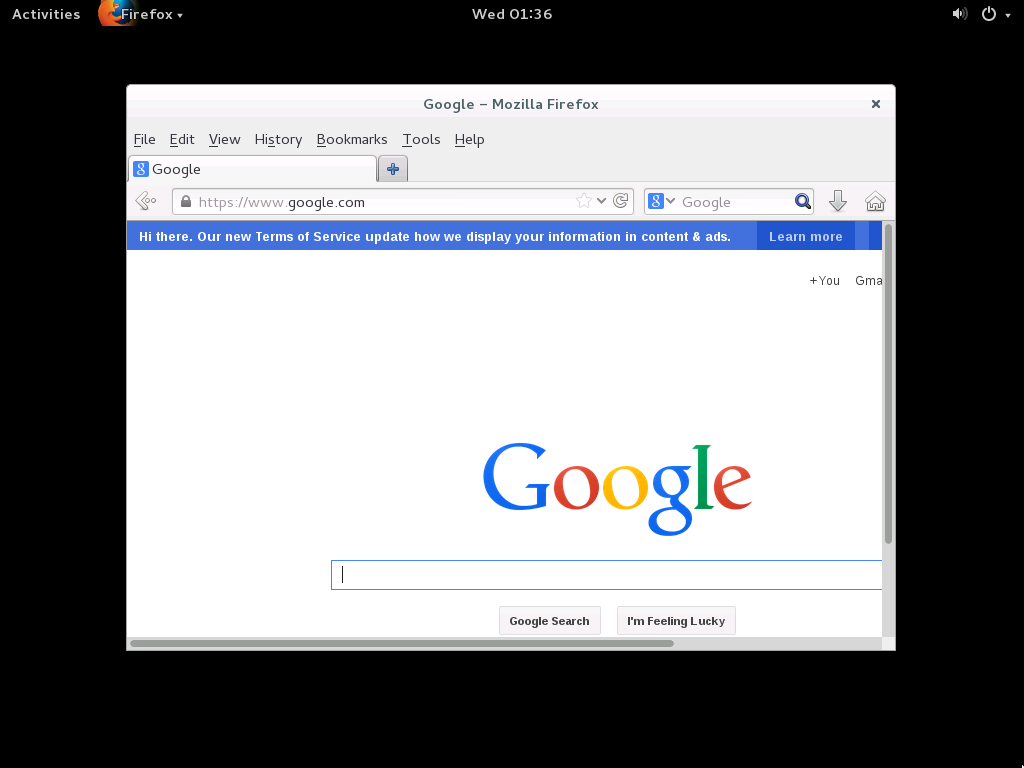 Activities Firefox Wed 01:36
Google – Mozilla Firefox
File Edit View History Bookmarks Tools Help
g Google
https://www.google.com g Google
Hi there. Our new Terms of Service update how we display your information in content & ads. Learn more
+You Gma
Google
Google Search I'm Feeling Lucky